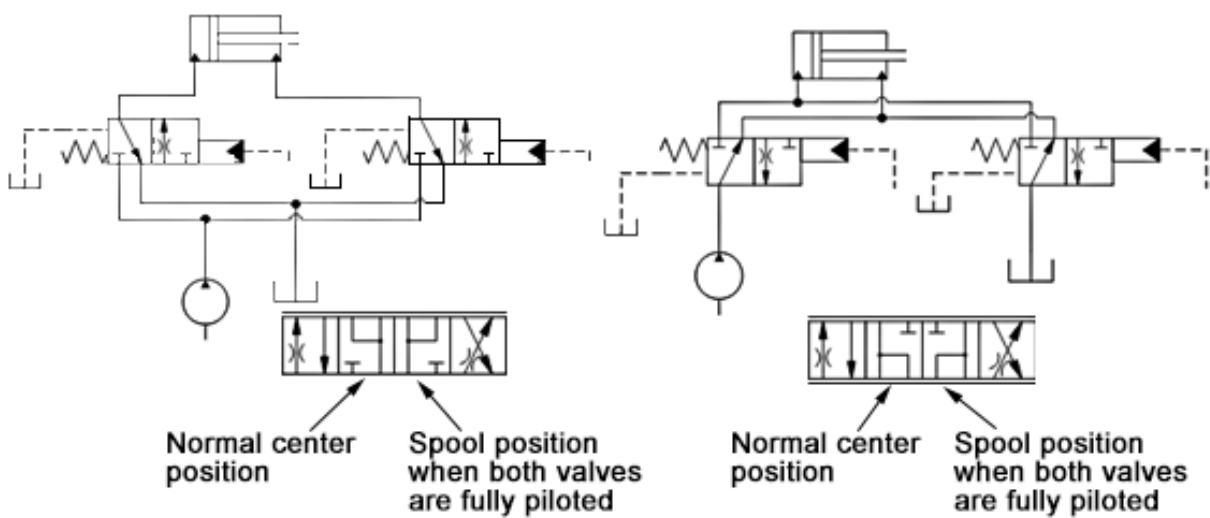 Normal center
position
Spool position
when both valves
are fully piloted
Normal center
position
Spool position
when both valves
are fully piloted